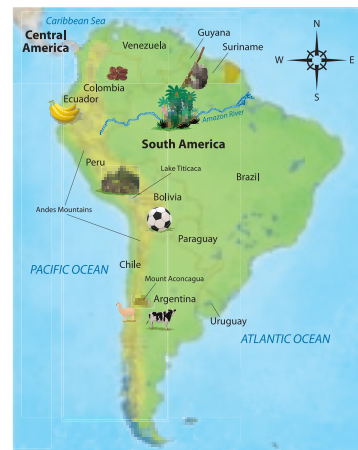 Caribbean Sea
Central
America
Guyana
Venezuela
Suriname
N
W
E
S
Colombia
Ecuador
Amazon River
South America
Peru
Lake Titicaca
Brazil
Bolivia
Andes Mountains
Paraguay
PACIFIC OCEAN
Chile
Mount Aconcagua
Argentina
Uruguay
ATLANTIC OCEAN